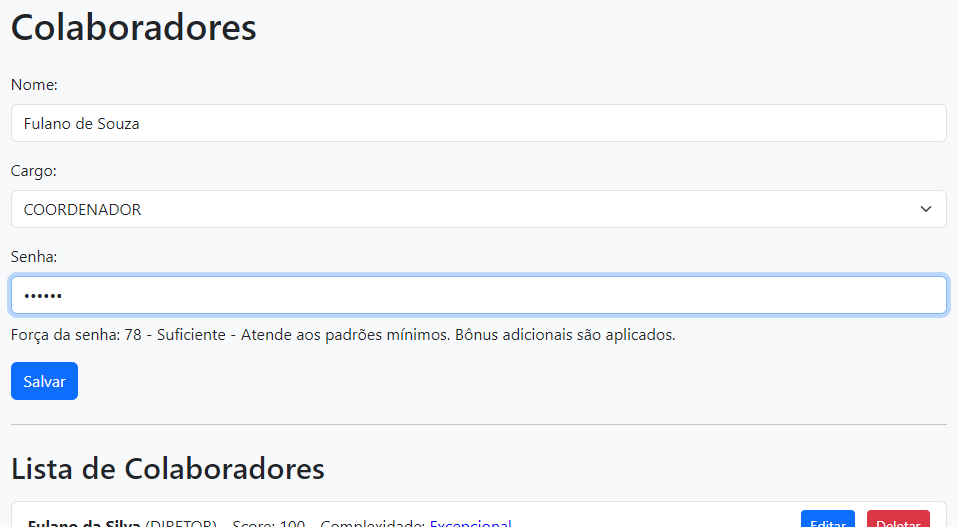 Colaboradores
Nome:
Fulano de Souza
Cargo:
COORDENADOR
Senha:
••••••
Força da senha: 78 - Suficiente - Atende aos padrões mínimos. Bônus adicionais são aplicados.
Salvar
Lista de Colaboradores
Fulano da Silva (DIRETOR) - Score: 100 - Complexidade: Excepcional Editar Deletar